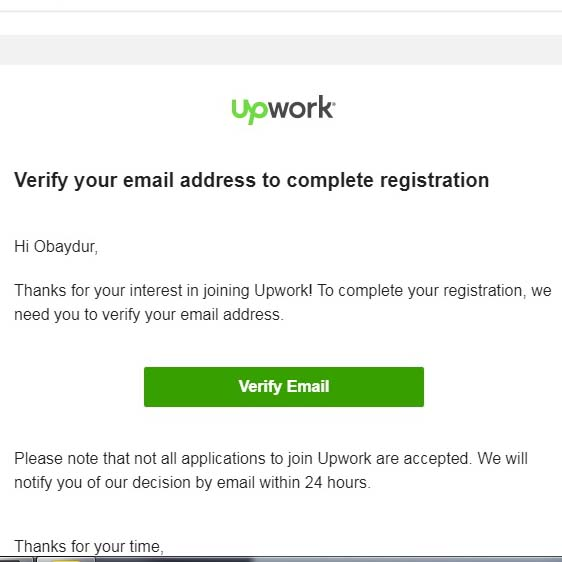 Upwork
Verify your email address to complete registration
Hi Obaydur,
Thanks for your interest in joining Upwork! To complete your registration, we
need you to verify your email address.
Verify Email
Please note that not all applications to join Upwork are accepted. We will
notify you of our decision by email within 24 hours.
Thanks for your time,